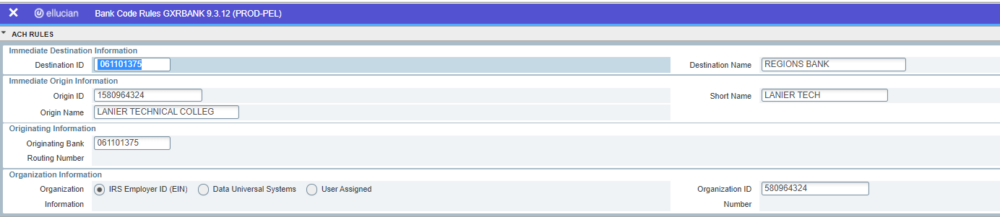 ✕ ellucian Bank Code Rules GXRBANK 9.3.12 (PROD-PEL)
ACH RULES
Immediate Destination Information
Destination ID 061101375 Destination Name REGIONS BANK
Immediate Origin Information
Origin ID 1580964324 Short Name LANIER TECH
Origin Name LANIER TECHNICAL COLLEG
Originating Information
Originating Bank 061101375
Routing Number
Organization Information
Organization IRS Employer ID (EIN) Data Universal Systems User Assigned Organization ID 580964324
Information Number